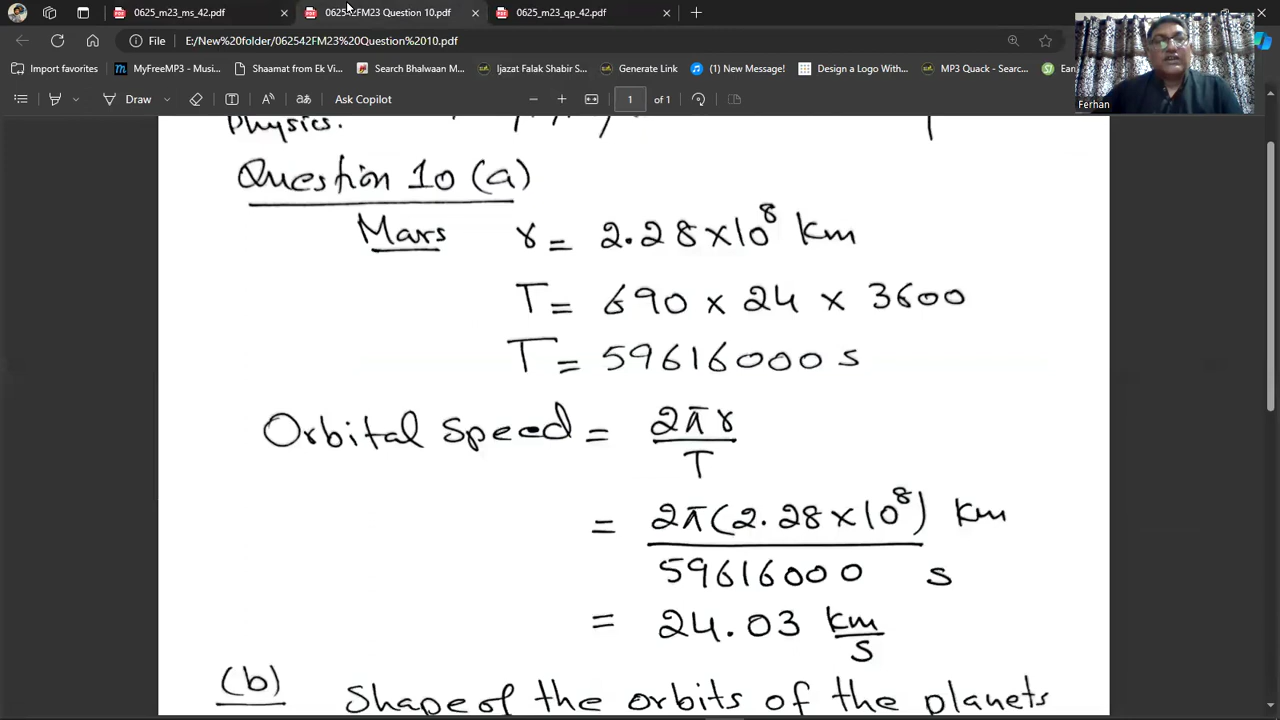 0625_m23_ms_42.pdf
062542FM23 Question 10.pdf
0625_m23_qp_42.pdf
File
E:/New%20folder/062542FM23%20Question%2010.pdf
Import favorites
MyFreeMP3 - Musi...
Shaamat from Ek Vi...
Search Bhalwaan M...
Ijazat Falak Shabir S...
Generate Link
(1) New Message!
Design a Logo With...
MP3 Quack - Searc...
Ear
Draw
Ask Copilot
1 of 1
Ferhan
Physics.
Question 10 (a)
Mars r = 2.28 × 10⁸ km
T = 690 × 24 × 3600
T = 59616000 s
Orbital Speed = 2πr
T
= 2π(2.28 × 10⁸) km
59616000 s
= 24.03 km
s
(b) Shape of the orbits of the planets